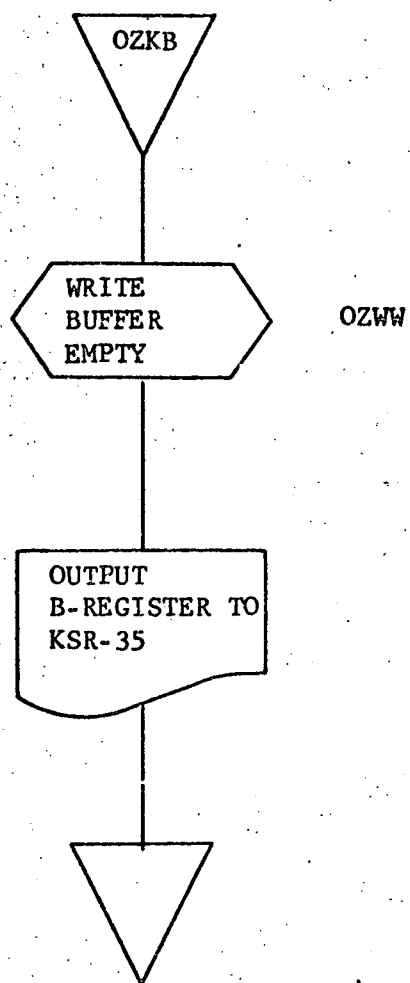 OZKB
WRITE
BUFFER
EMPTY
OZWW
OUTPUT
B-REGISTER TO
KSR-35